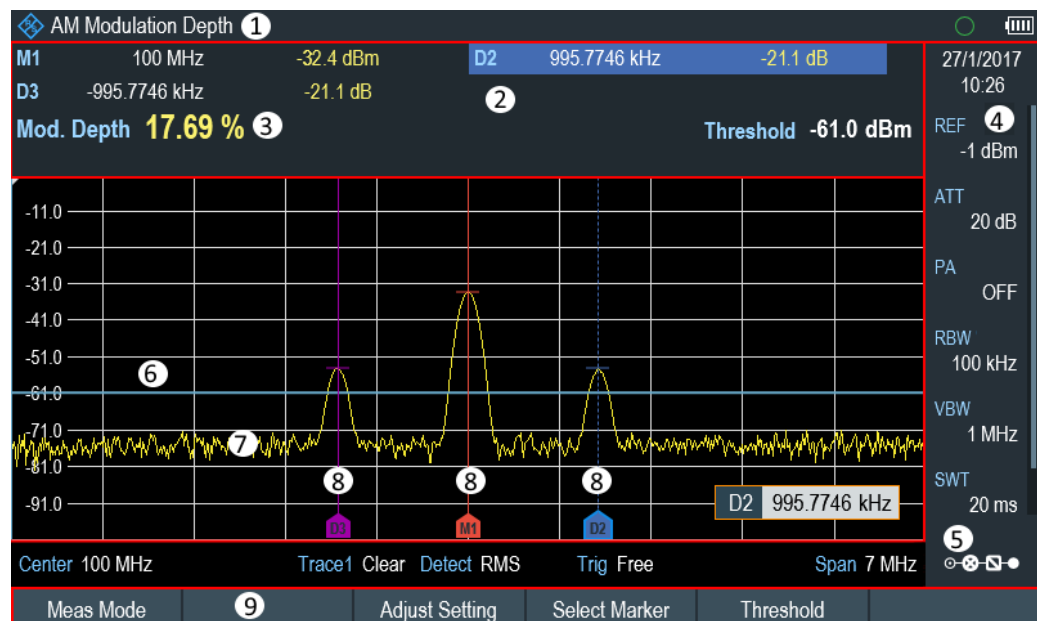 AM Modulation Depth 1
M1 100 MHz -32.4 dBm D2 995.7746 kHz -21.1 dB
27/1/2017
10:26
D3 -995.7746 kHz -21.1 dB 2
Mod. Depth 17.69 % 3 Threshold -61.0 dBm
REF 4
-1 dBm
ATT
20 dB
PA
OFF
RBW
100 kHz
VBW
1 MHz
SWT
20 ms
5
-11.0
-21.0
-31.0
-41.0
-51.0
6
-61.0
-71.0
7
-81.0
8 8 8
-91.0
D2 995.7746 kHz
D3 M1 D2
Center 100 MHz Trace1 Clear Detect RMS Trig Free Span 7 MHz
Meas Mode 9 Adjust Setting Select Marker Threshold